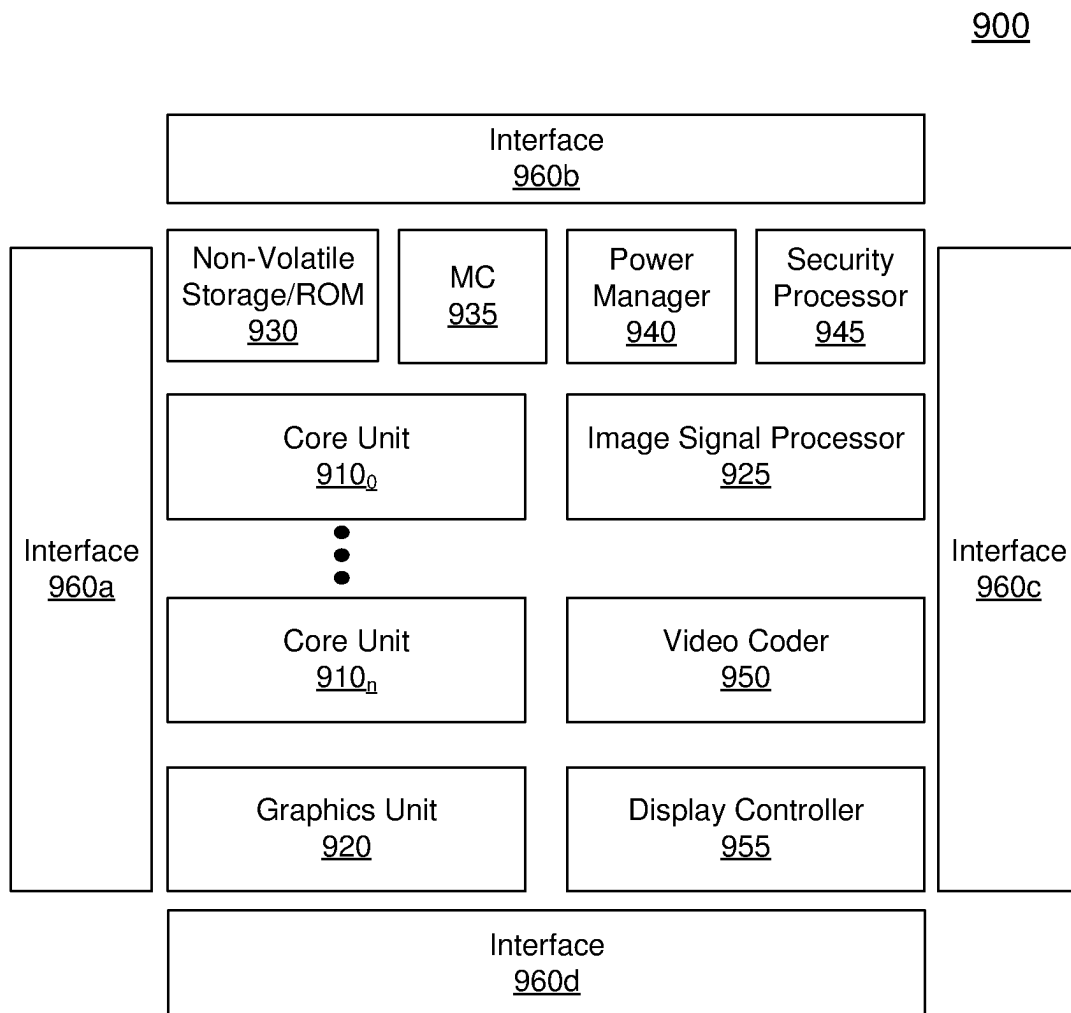 900
Interface
960b
Non-Volatile
Storage/ROM
930
MC
935
Power
Manager
940
Security
Processor
945
Core Unit
910₀
Image Signal Processor
925
Interface
960a
Interface
960c
Core Unit
910ₙ
Video Coder
950
Graphics Unit
920
Display Controller
955
Interface
960d